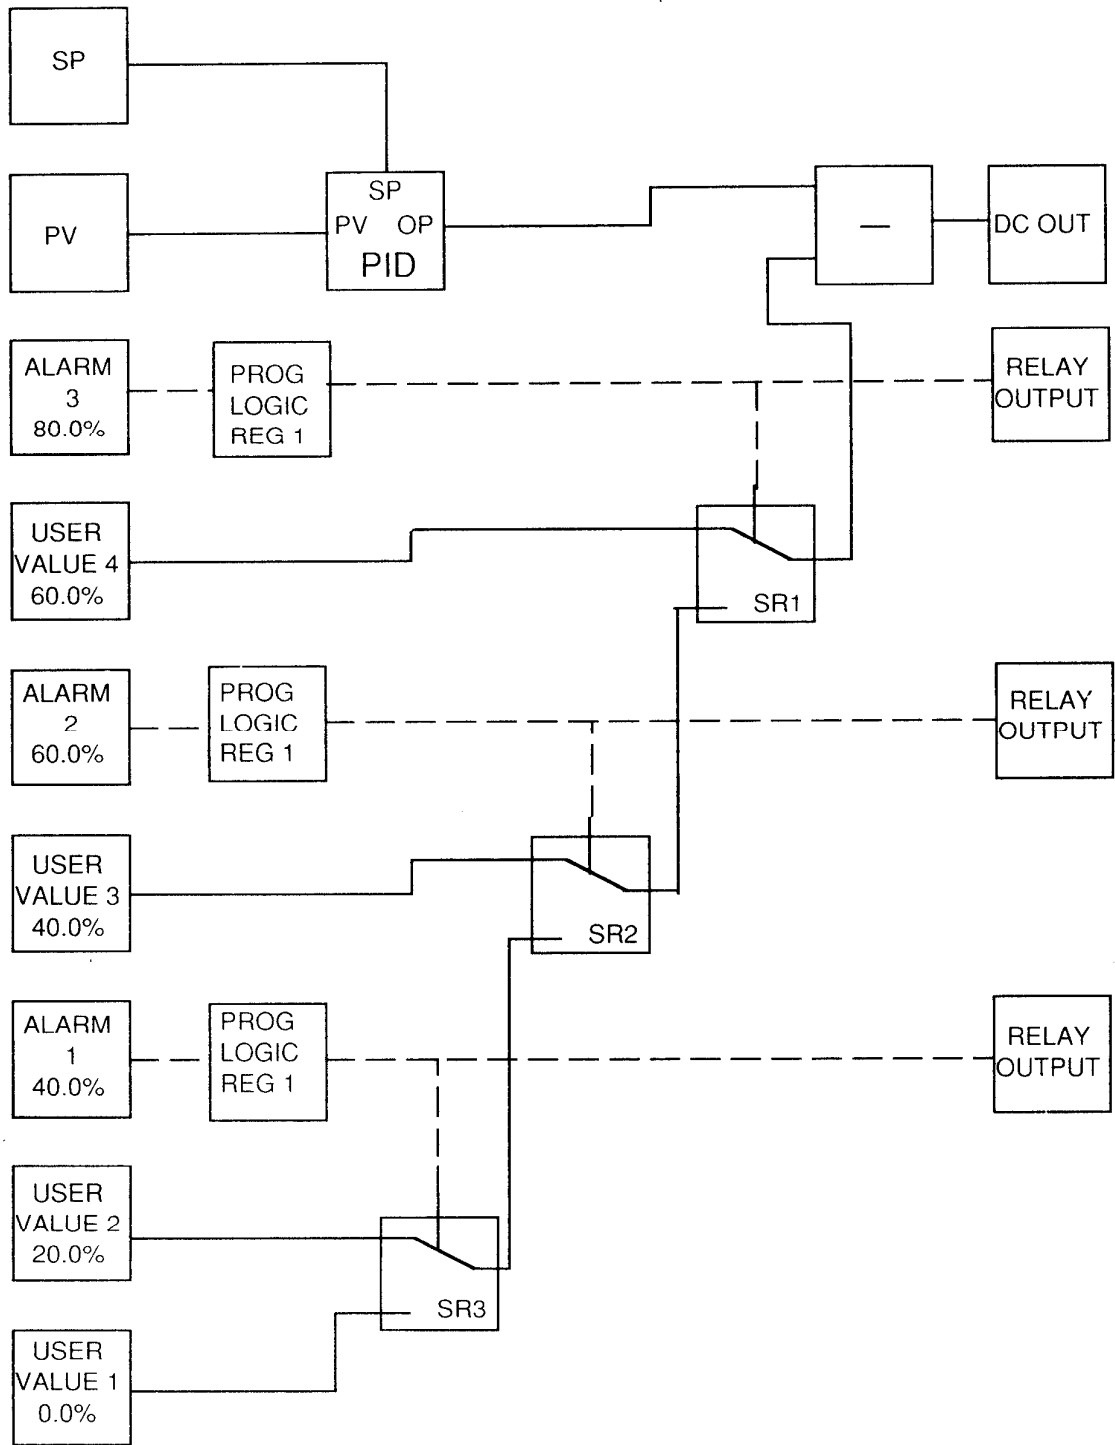 SP
SP
PV
PV OP
PID
—
DC OUT
ALARM
3
80.0%
PROG
LOGIC
REG 1
RELAY
OUTPUT
USER
VALUE 4
60.0%
SR1
ALARM
2
60.0%
PROG
LOGIC
REG 1
RELAY
OUTPUT
USER
VALUE 3
40.0%
SR2
ALARM
1
40.0%
PROG
LOGIC
REG 1
RELAY
OUTPUT
USER
VALUE 2
20.0%
SR3
USER
VALUE 1
0.0%